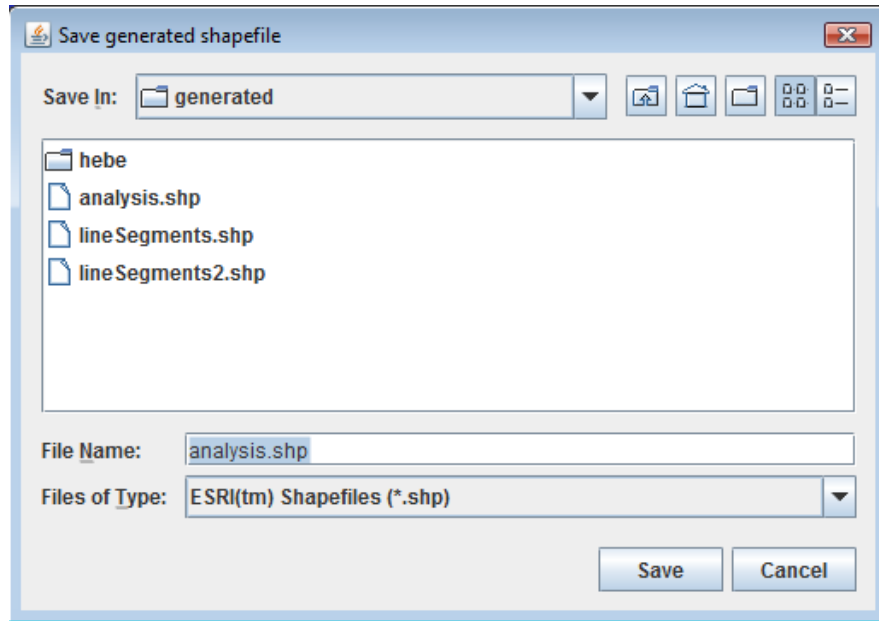 Save generated shapefile
Save In: generated
hebe
analysis.shp
lineSegments.shp
lineSegments2.shp
File Name: analysis.shp
Files of Type: ESRI(tm) Shapefiles (*.shp)
Save Cancel